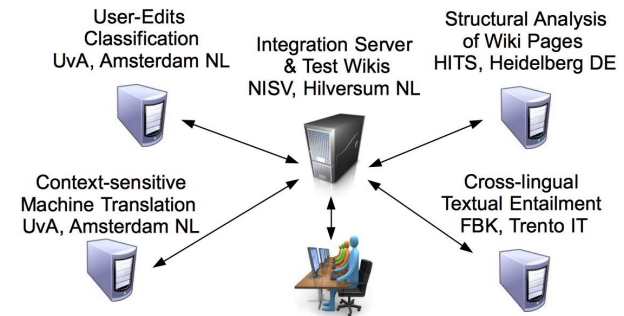 User-Edits
Classification
UvA, Amsterdam NL
Integration Server
& Test Wikis
NISV, Hilversum NL
Structural Analysis
of Wiki Pages
HITS, Heidelberg DE
Context-sensitive
Machine Translation
UvA, Amsterdam NL
Cross-lingual
Textual Entailment
FBK, Trento IT